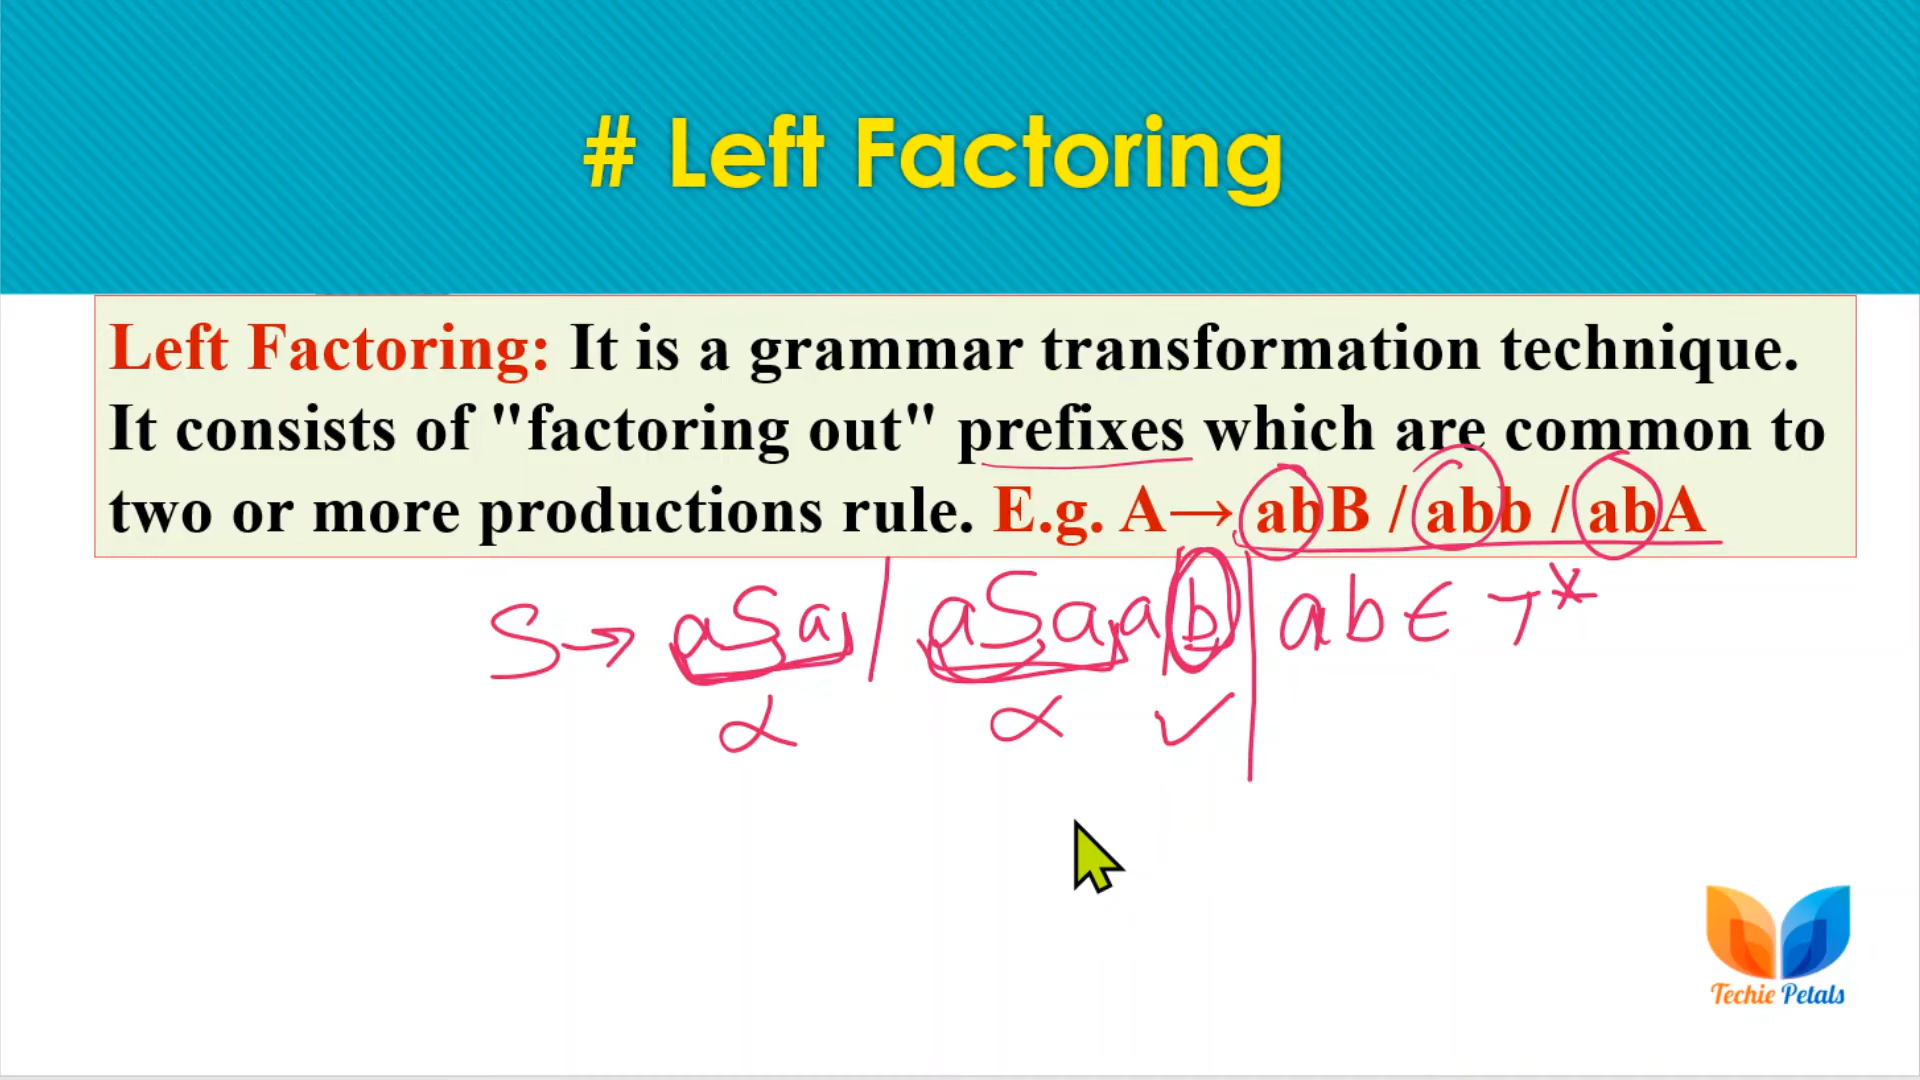 # Left Factoring
Left Factoring: It is a grammar transformation technique.
It consists of "factoring out" prefixes which are common to
two or more productions rule. E.g. A→ abB / abb / abA
S → aSa | aSaab | ab ∈ T*
α α ✓
Techie Petals